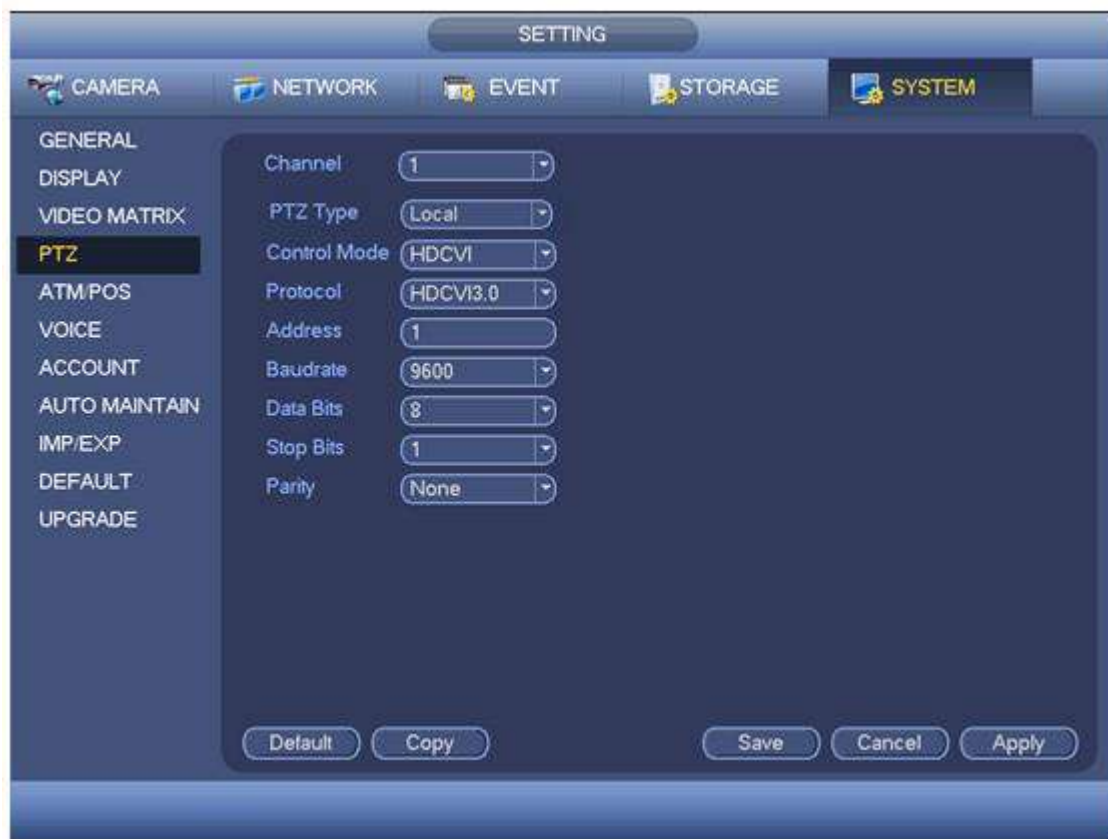 SETTING
CAMERA NETWORK EVENT STORAGE SYSTEM
GENERAL
DISPLAY
VIDEO MATRIX
PTZ
ATM/POS
VOICE
ACCOUNT
AUTO MAINTAIN
IMP/EXP
DEFAULT
UPGRADE
Channel 1
PTZ Type Local
Control Mode HDCVI
Protocol HDCVI3.0
Address 1
Baudrate 9600
Data Bits 8
Stop Bits 1
Parity None
Default Copy Save Cancel Apply